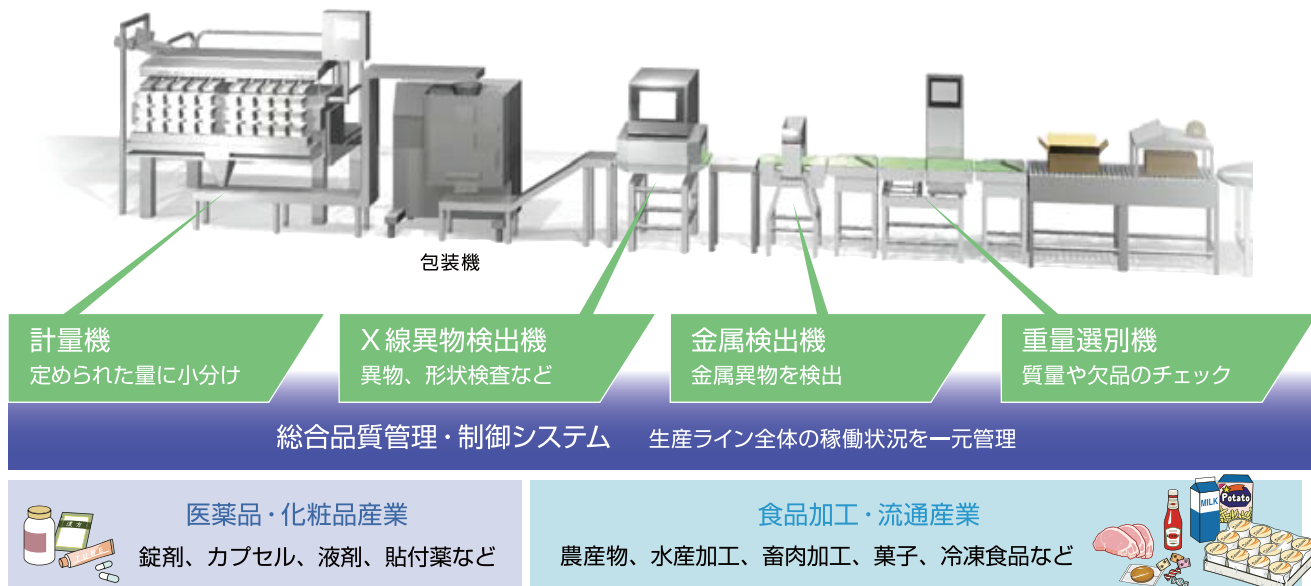 包装機
計量機
定められた量に小分け
X線異物検出機
異物、形状検査など
金属検出機
金属異物を検出
重量選別機
質量や欠品のチェック
総合品質管理・制御システム 生産ライン全体の稼働状況を一元管理
医薬品・化粧品産業
錠剤、カプセル、液剤、貼付薬など
食品加工・流通産業
農産物、水産加工、畜肉加工、菓子、冷凍食品など
MILK
Potato